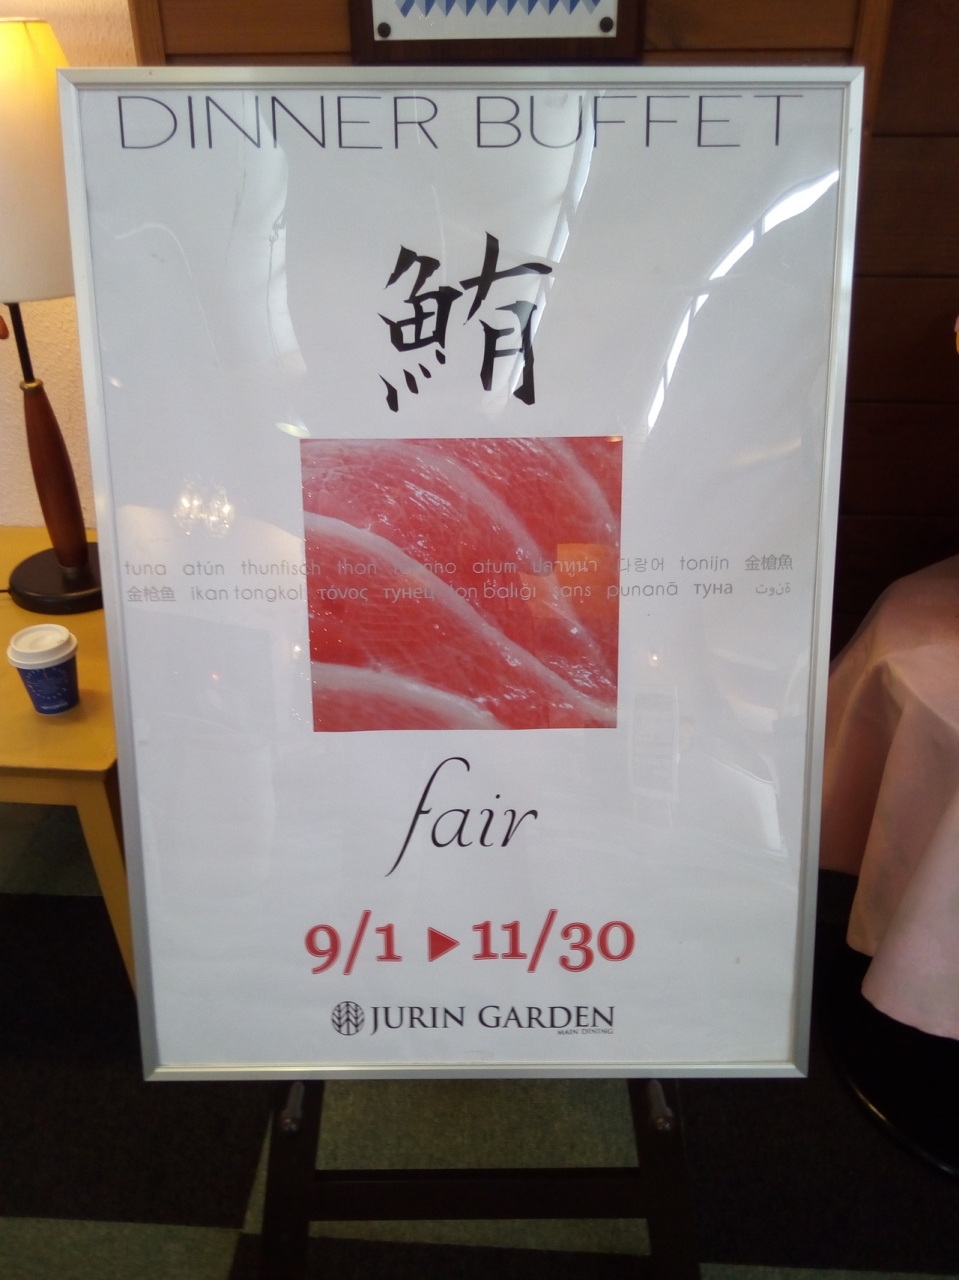 DINNER BUFFET
鮪
tuna atún thunfisch thon tonno atum ปลาทูน่า 다랑어 tonijn 金槍魚
金枪鱼 ikan tongkol τόνος тунец ton balığı sans punanā туна ةنوت
fair
9/1 ▶ 11/30
JURIN GARDEN
MAIN DINING